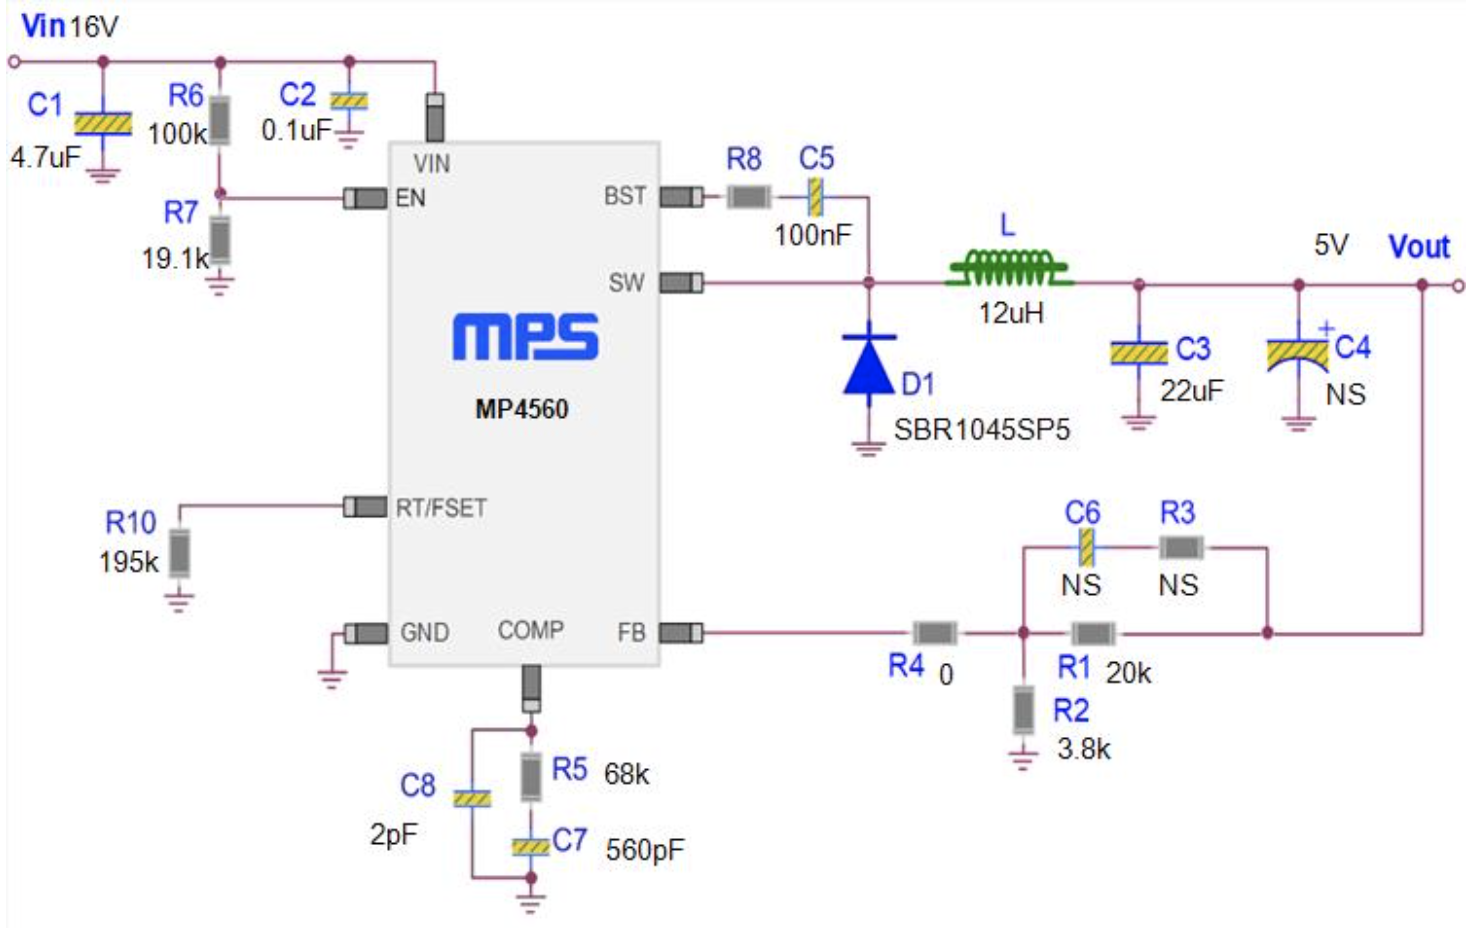 Vin 16V
C1
4.7uF
R6
100k
C2
0.1uF
R7
19.1k
VIN
EN
BST
SW
R8
C5
100nF
L
12uH
5V
Vout
MPS
MP4560
D1
SBR1045SP5
C3
22uF
+
C4
NS
R10
195k
RT/FSET
GND
COMP
FB
C6
NS
R3
NS
R4
0
R1
20k
R2
3.8k
C8
2pF
R5
68k
C7
560pF